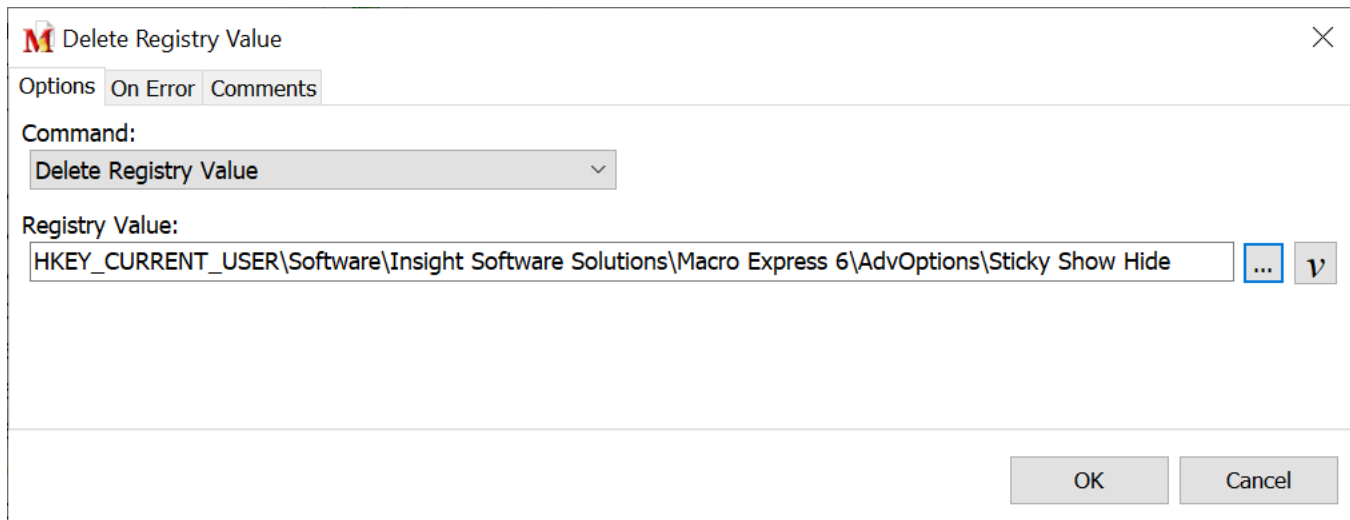 Delete Registry Value
Options On Error Comments
Command:
Delete Registry Value
Registry Value:
HKEY_CURRENT_USER\Software\Insight Software Solutions\Macro Express 6\AdvOptions\Sticky Show Hide ... v
OK Cancel